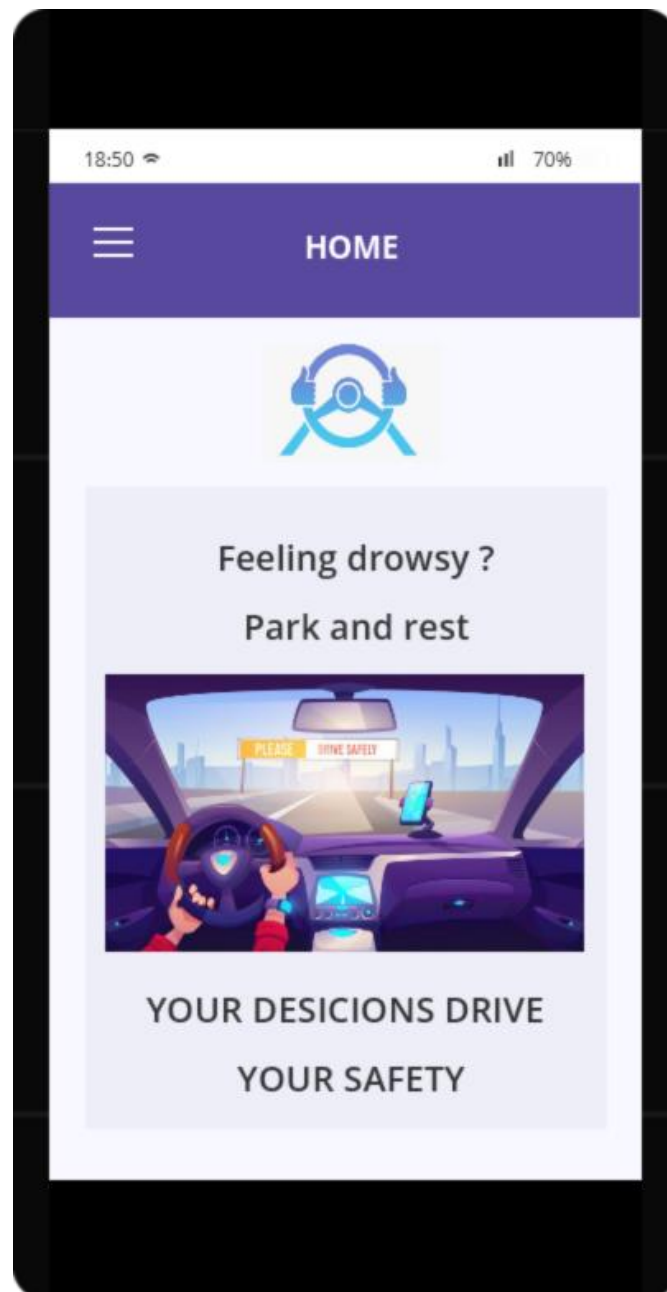 18:50 70%
HOME
Feeling drowsy ?
Park and rest
PLEASE DRIVE SAFELY
YOUR DESICIONS DRIVE
YOUR SAFETY